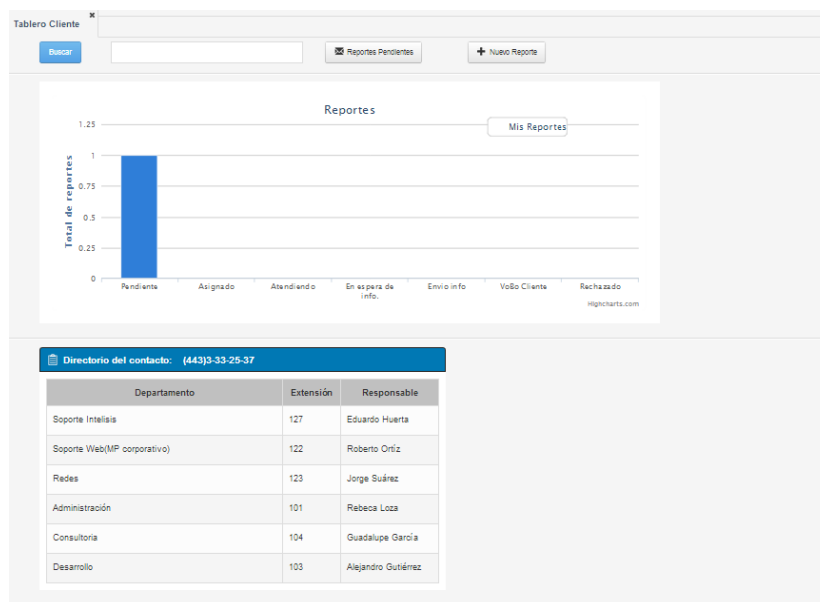 Tablero Cliente
Buscar
Reportes Pendientes
Nuevo Reporte
Reportes
Mis Reportes
Total de reportes
1.25
1
0.75
0.5
0.25
0
Pendiente Asignado Atendiendo En espera de info. Envio info VoBo Cliente Rechazado
Highcharts.com
Directorio del contacto: (443)3-33-25-37
Departamento Extensión Responsable
Soporte Intelisis 127 Eduardo Huerta
Soporte Web(MP corporativo) 122 Roberto Ortíz
Redes 123 Jorge Suárez
Administración 101 Rebeca Loza
Consultoria 104 Guadalupe García
Desarrollo 103 Alejandro Gutiérrez